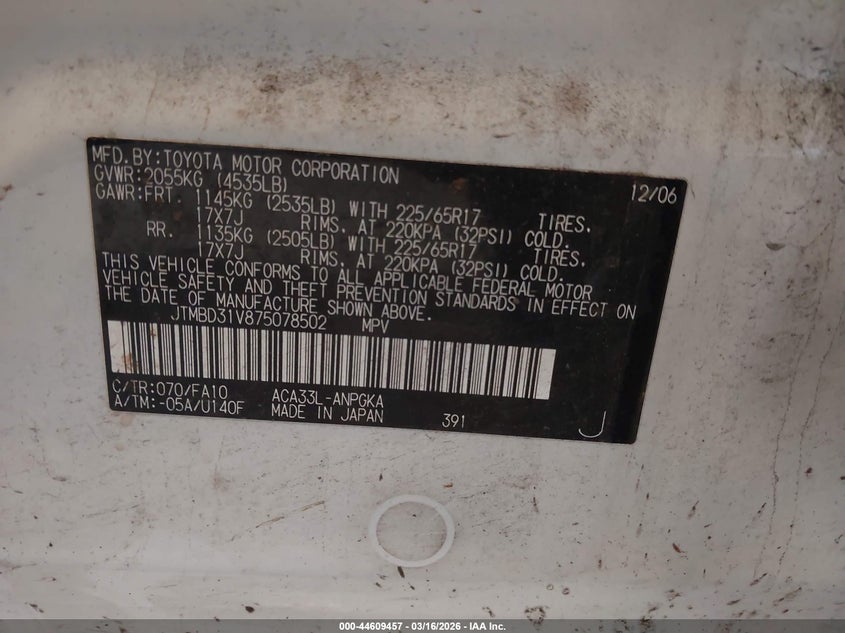 MFD.BY:TOYOTA MOTOR CORPORATION 12/06
GVWR:2055KG (4535LB)
GAWR:FRT. 1145KG (2535LB) WITH 225/65R17 TIRES.
17X7J RIMS. AT 220KPA (32PSI) COLD.
RR. 1135KG (2505LB) WITH 225/65R17 TIRES.
17X7J RIMS. AT 220KPA (32PSI) COLD.
THIS VEHICLE CONFORMS TO ALL APPLICABLE FEDERAL MOTOR
VEHICLE SAFETY AND THEFT PREVENTION STANDARDS IN EFFECT ON
THE DATE OF MANUFACTURE SHOWN ABOVE.
JTMBD31V875078502 MPV
C/TR:070/FA10 ACA33L-ANPGKA
A/TM:-05A/U140F MADE IN JAPAN 391 J
000-44609457 - 03/16/2026 - IAA Inc.